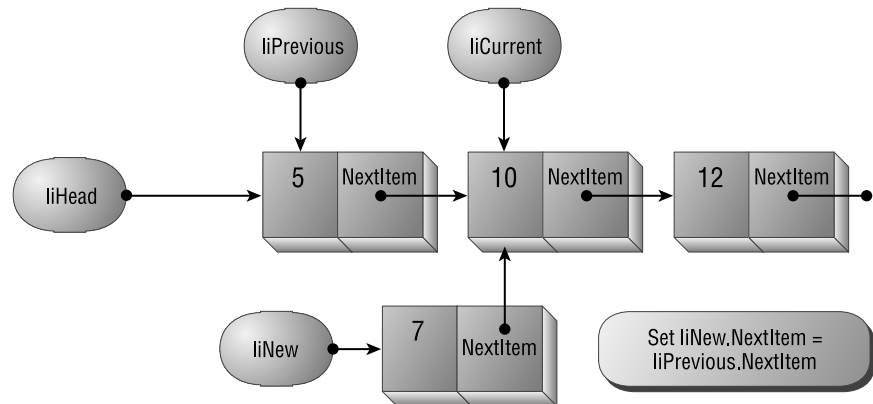 liPrevious
liCurrent
liHead
5
NextItem
10
NextItem
12
NextItem
liNew
7
NextItem
Set liNew.NextItem =
liPrevious.NextItem